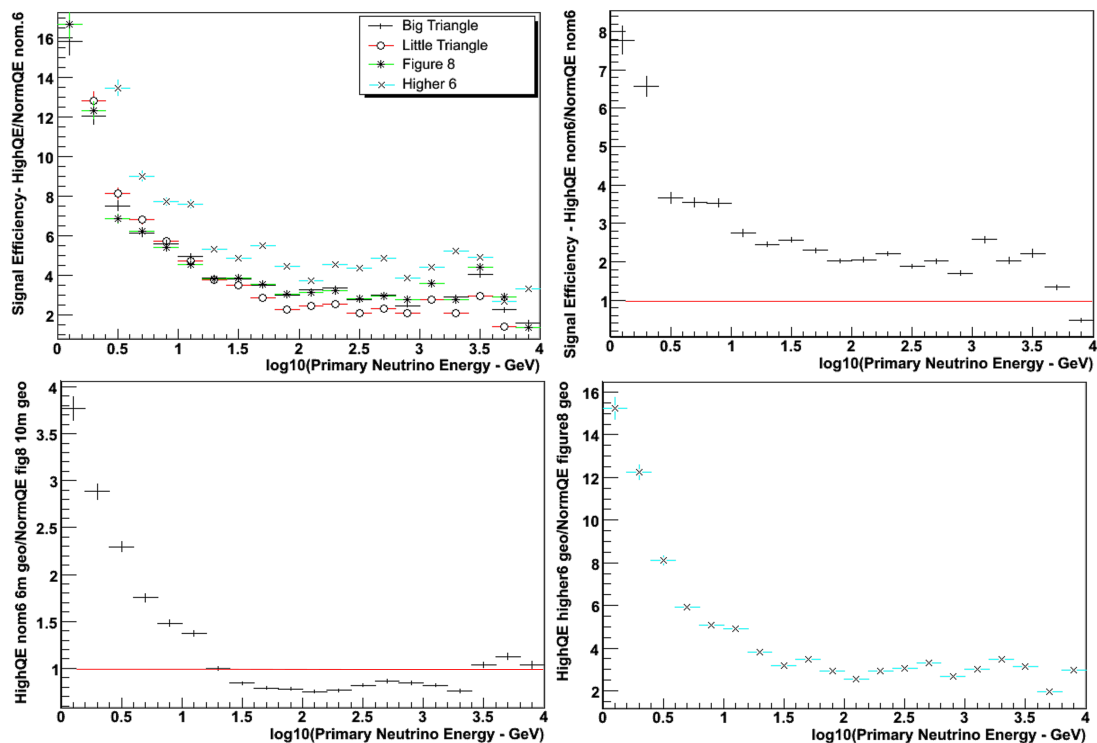 Signal Efficiency- HighQE/NormQE nom.6
16
14
12
10
8
6
4
2
0 0.5 1 1.5 2 2.5 3 3.5 4
log10(Primary Neutrino Energy - GeV)
Big Triangle
Little Triangle
Figure 8
Higher 6
Signal Efficiency - HighQE nom6/NormQE nom6
8
7
6
5
4
3
2
1
0 0.5 1 1.5 2 2.5 3 3.5 4
log10(Primary Neutrino Energy - GeV)
HighQE nom6 6m geo/NormQE fig8 10m geo
4
3.5
3
2.5
2
1.5
1
0 0.5 1 1.5 2 2.5 3 3.5 4
log10(Primary Neutrino Energy - GeV)
HighQE higher6 geo/NormQE figure8 geo
16
14
12
10
8
6
4
2
0 0.5 1 1.5 2 2.5 3 3.5 4
log10(Primary Neutrino Energy - GeV)